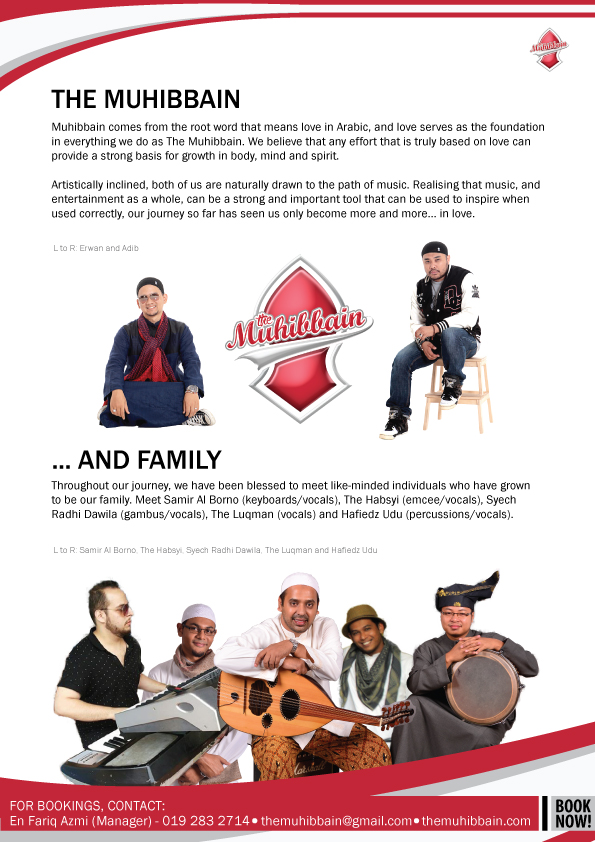 the Muhibbain
THE MUHIBBAIN
Muhibbain comes from the root word that means love in Arabic, and love serves as the foundation
in everything we do as The Muhibbain. We believe that any effort that is truly based on love can
provide a strong basis for growth in body, mind and spirit.
Artistically inclined, both of us are naturally drawn to the path of music. Realising that music, and
entertainment as a whole, can be a strong and important tool that can be used to inspire when
used correctly, our journey so far has seen us only become more and more... in love.
L to R: Erwan and Adib
the Muhibbain
... AND FAMILY
Throughout our journey, we have been blessed to meet like-minded individuals who have grown
to be our family. Meet Samir Al Borno (keyboards/vocals), The Habsyi (emcee/vocals), Syech
Radhi Dawila (gambus/vocals), The Luqman (vocals) and Hafiedz Udu (percussions/vocals).
L to R: Samir Al Borno, The Habsyi, Syech Radhi Dawila, The Luqman and Hafiedz Udu
FOR BOOKINGS, CONTACT:
En Fariq Azmi (Manager) - 019 283 2714 • themuhibbain@gmail.com • themuhibbain.com
BOOK
NOW!